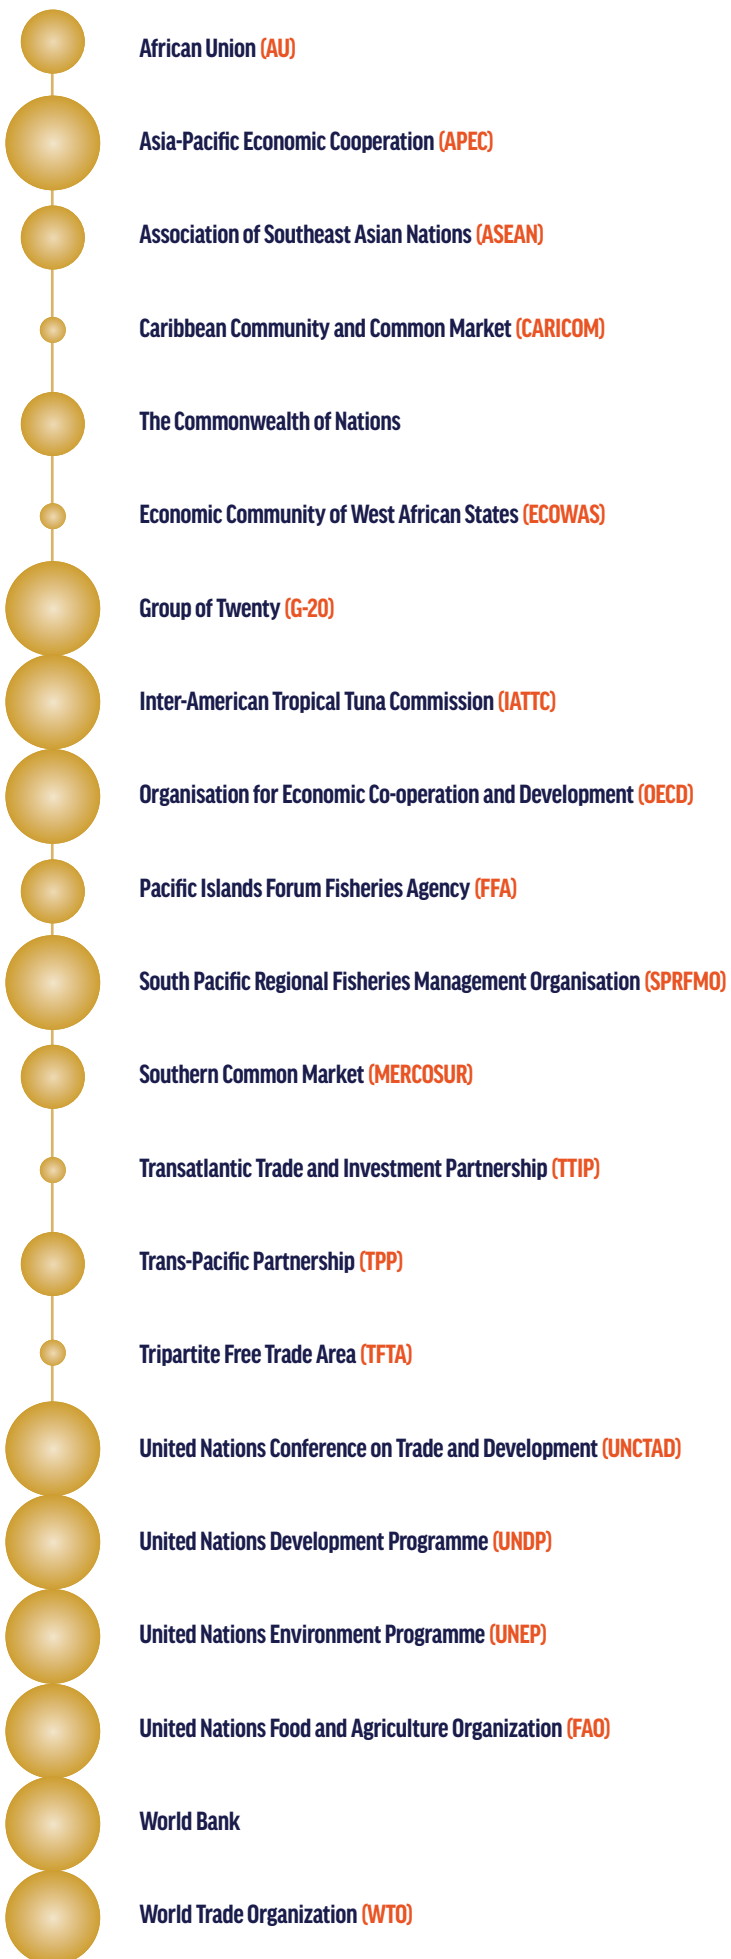 African Union (AU)
Asia-Pacific Economic Cooperation (APEC)
Association of Southeast Asian Nations (ASEAN)
Caribbean Community and Common Market (CARICOM)
The Commonwealth of Nations
Economic Community of West African States (ECOWAS)
Group of Twenty (G-20)
Inter-American Tropical Tuna Commission (IATTC)
Organisation for Economic Co-operation and Development (OECD)
Pacific Islands Forum Fisheries Agency (FFA)
South Pacific Regional Fisheries Management Organisation (SPRFMO)
Southern Common Market (MERCOSUR)
Transatlantic Trade and Investment Partnership (TTIP)
Trans-Pacific Partnership (TPP)
Tripartite Free Trade Area (TFTA)
United Nations Conference on Trade and Development (UNCTAD)
United Nations Development Programme (UNDP)
United Nations Environment Programme (UNEP)
United Nations Food and Agriculture Organization (FAO)
World Bank
World Trade Organization (WTO)